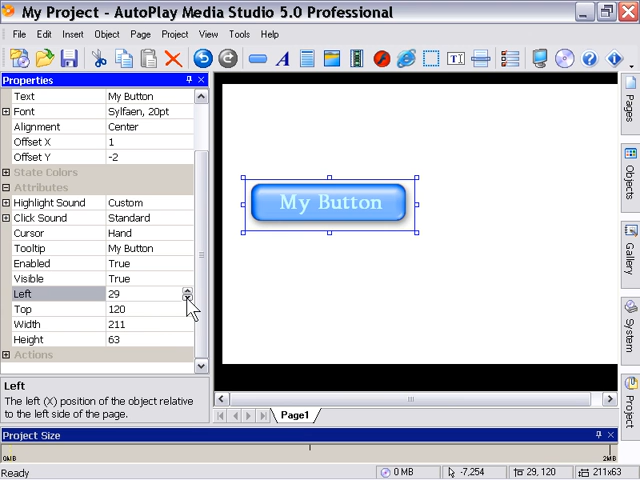 My Project - AutoPlay Media Studio 5.0 Professional
File Edit Insert Object Page Project View Tools Help
Properties
Text My Button
Font Sylfaen, 20pt
Alignment Center
Offset X 1
Offset Y -2
State Colors
Attributes
Highlight Sound Custom
Click Sound Standard
Cursor Hand
Tooltip My Button
Enabled True
Visible True
Left 29
Top 120
Width 211
Height 63
Actions
Left
The left (X) position of the object relative
to the left side of the page.
My Button
Page1
Pages
Objects
Gallery
System
Project
Project Size
0MB 2MB
Ready 0 MB -7,254 29, 120 211x63